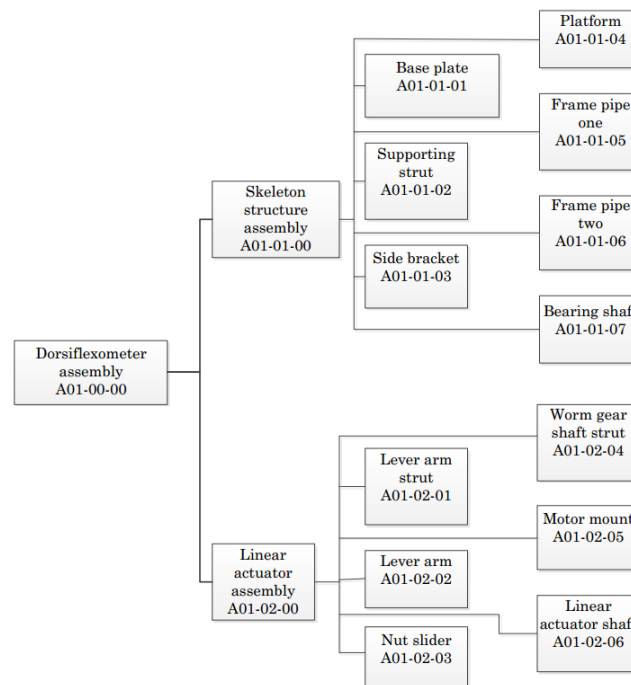 Platform
A01-01-04
Base plate
A01-01-01
Frame pipe
one
A01-01-05
Supporting
strut
A01-01-02
Skeleton
structure
assembly
A01-01-00
Frame pipe
two
A01-01-06
Side bracket
A01-01-03
Bearing shaf
A01-01-07
Dorsiflexometer
assembly
A01-00-00
Worm gear
shaft strut
A01-02-04
Lever arm
strut
A01-02-01
Motor mount
A01-02-05
Linear
actuator
assembly
A01-02-00
Lever arm
A01-02-02
Linear
actuator shaf
A01-02-06
Nut slider
A01-02-03